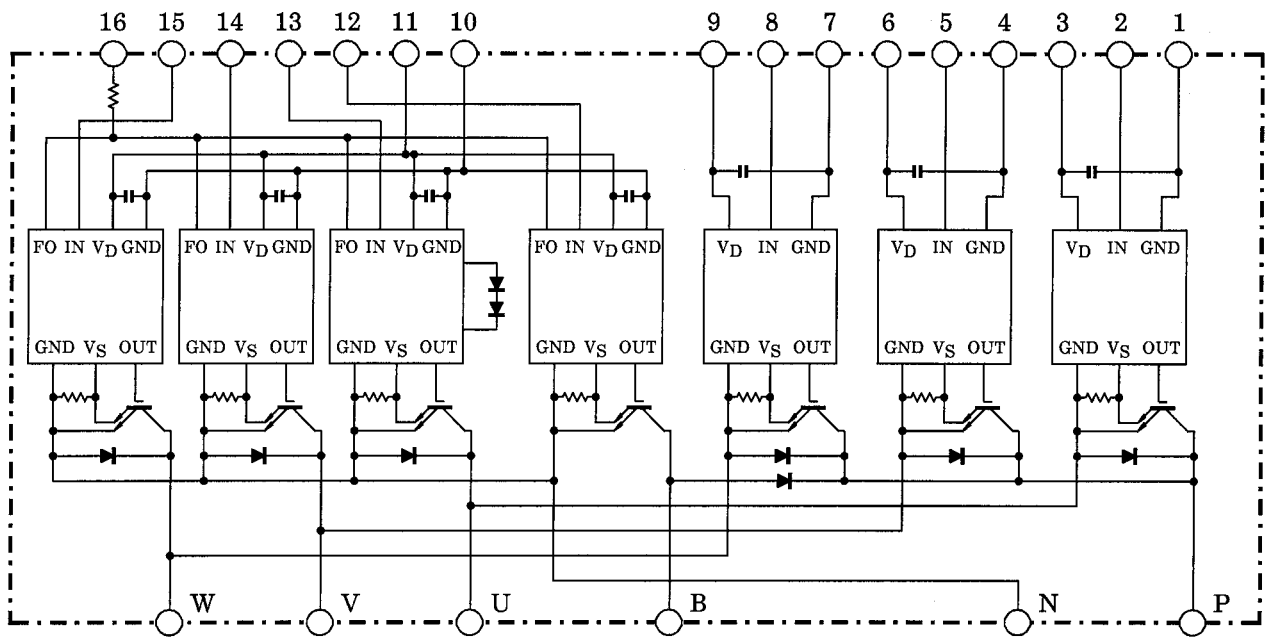 16 15 14 13 12 11 10 9 8 7 6 5 4 3 2 1
FO IN VD GND FO IN VD GND FO IN VD GND FO IN VD GND VD IN GND VD IN GND VD IN GND
GND VS OUT GND VS OUT GND VS OUT GND VS OUT GND VS OUT GND VS OUT GND VS OUT
W V U B N P